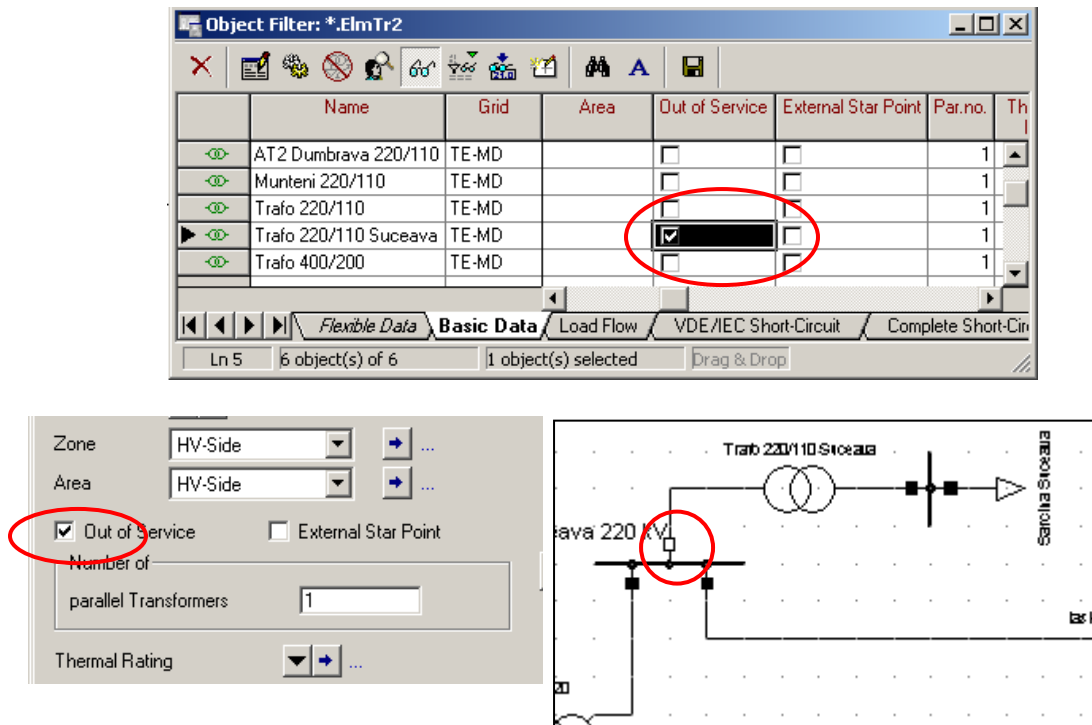 Object Filter: *.ElmTr2
Name Grid Area Out of Service External Star Point Par.no. Th
AT2 Dumbrava 220/110 TE-MD 1
Munteni 220/110 TE-MD 1
Trafo 220/110 TE-MD 1
Trafo 220/110 Suceava TE-MD 1
Trafo 400/200 TE-MD 1
Flexible Data Basic Data Load Flow VDE/IEC Short-Circuit Complete Short-Cir
Ln 5 6 object(s) of 6 1 object(s) selected Drag & Drop
Zone HV-Side ...
Area HV-Side ...
Out of Service External Star Point
Number of
parallel Transformers 1
Thermal Rating ...
Trafo 220/110 Suceava
Sarcina Suceava
eava 220 kV
Ias
20